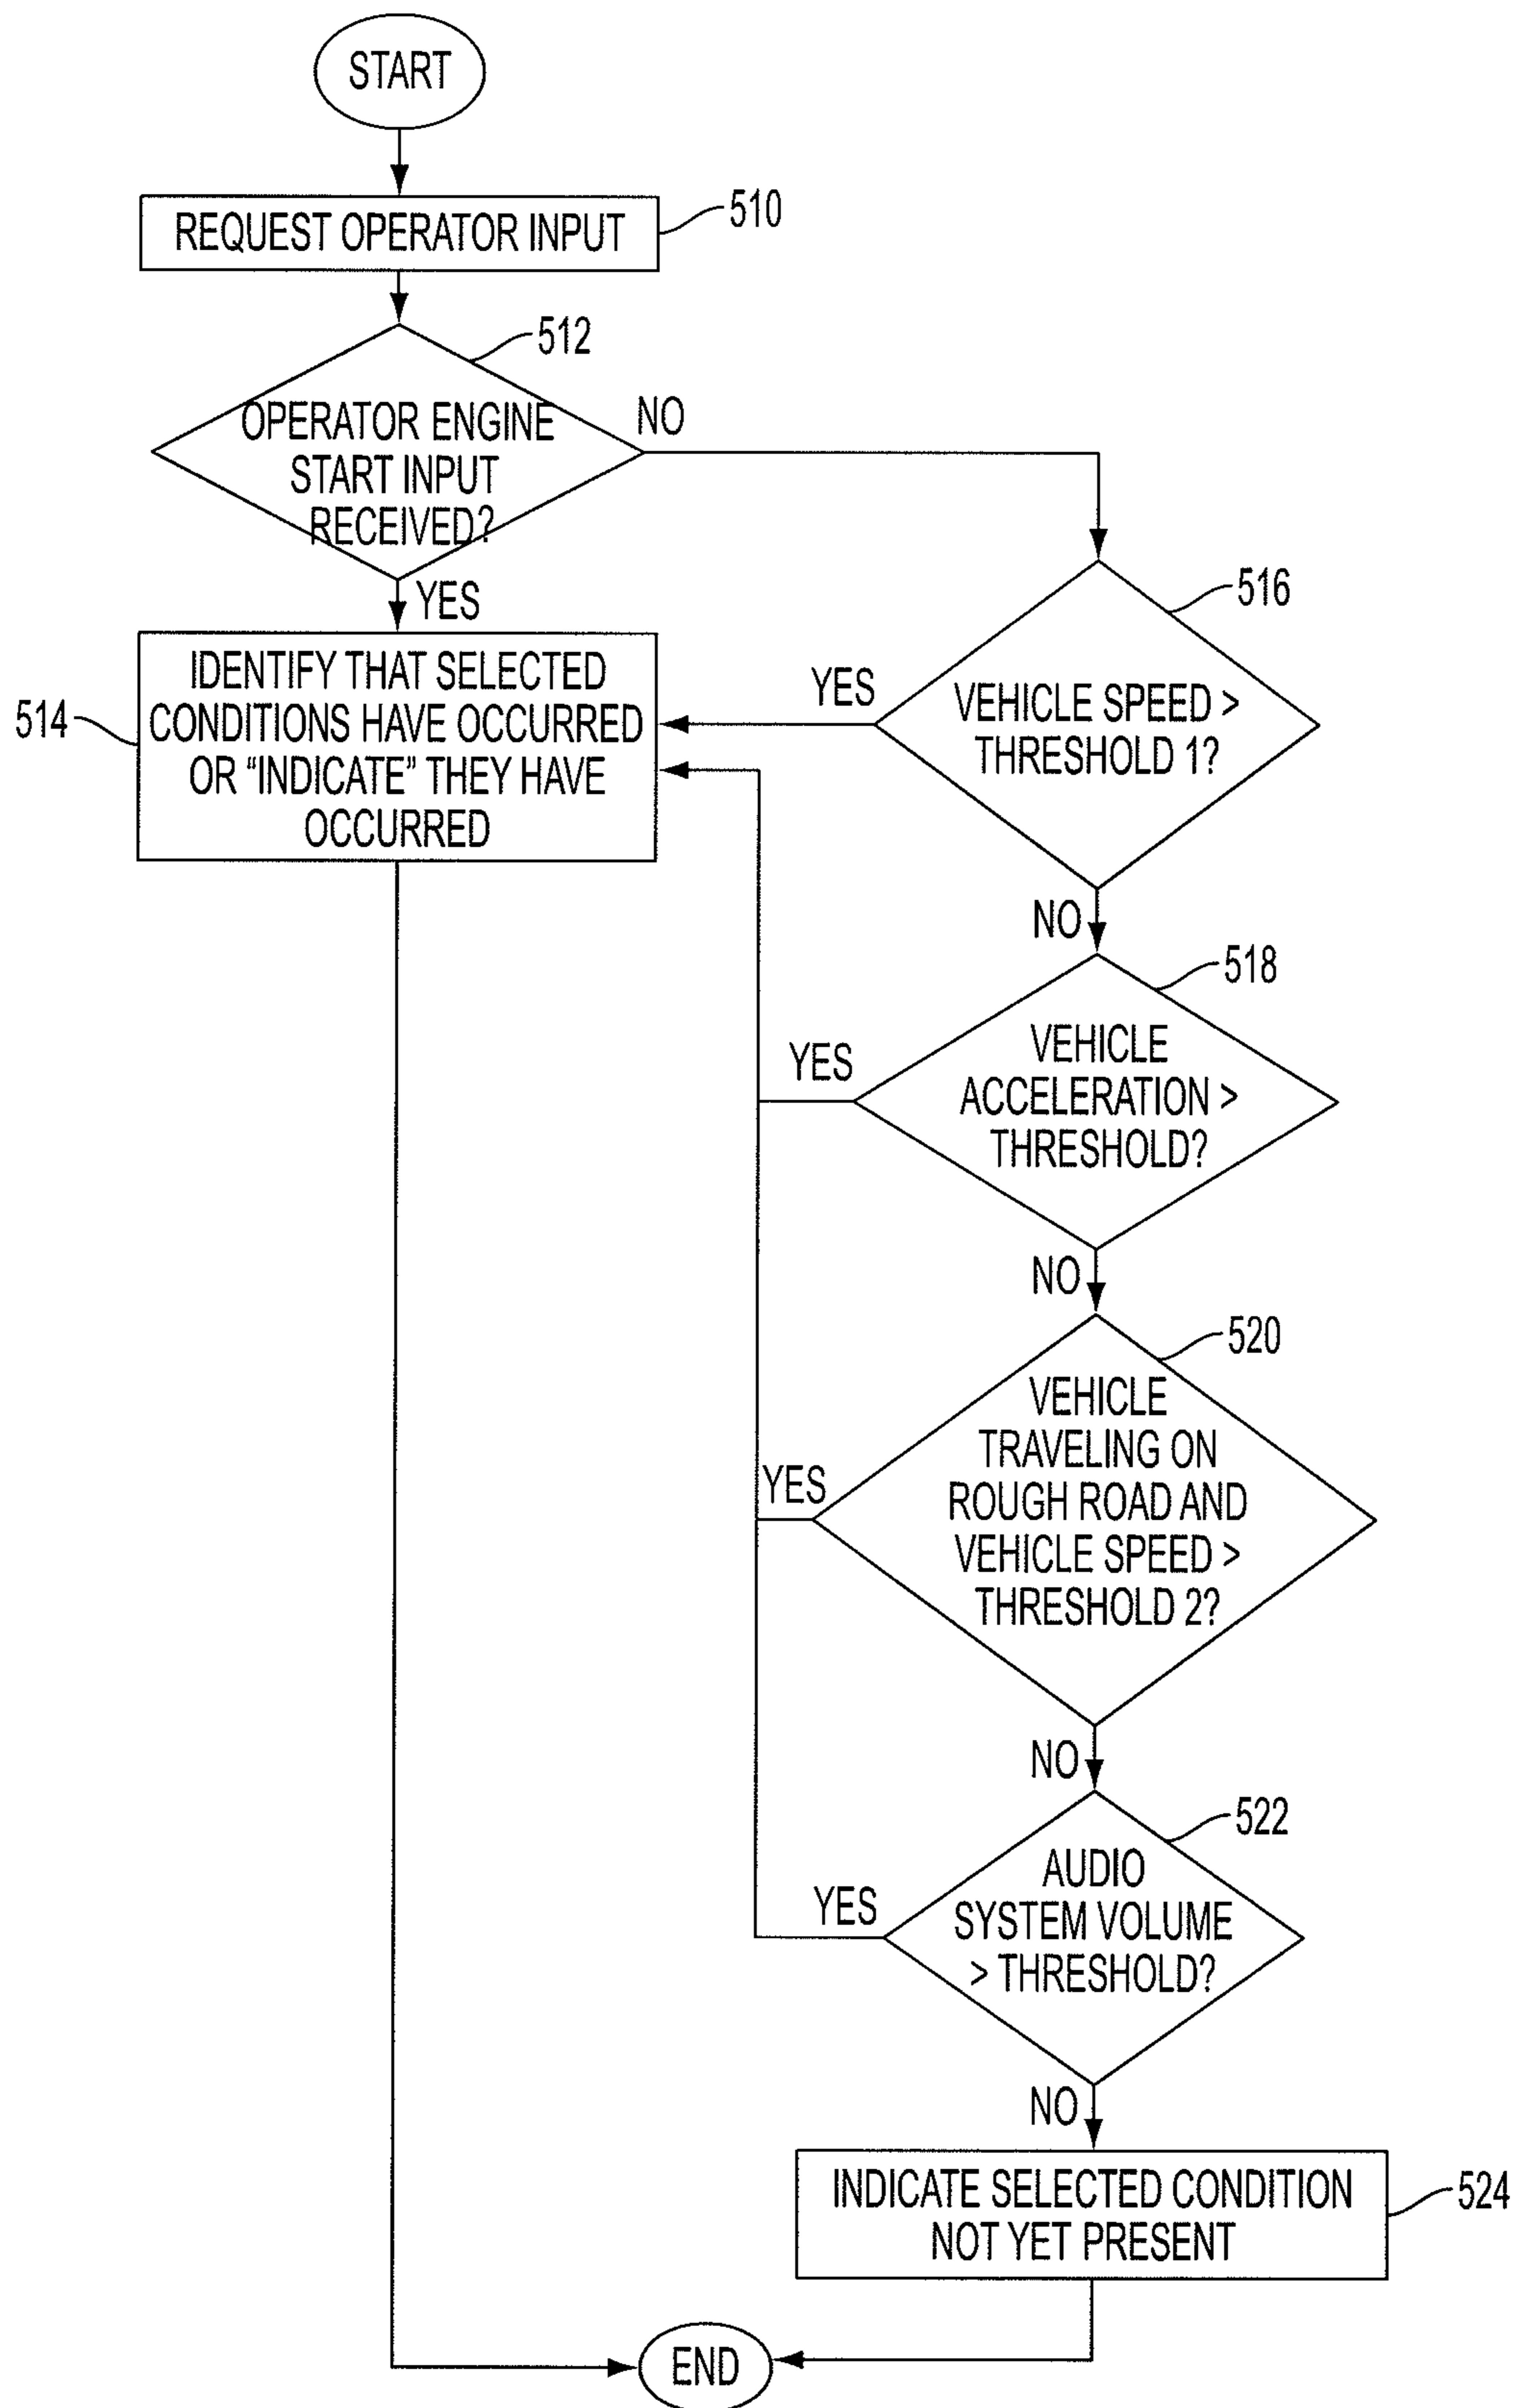 START
REQUEST OPERATOR INPUT
510
512
OPERATOR ENGINE
START INPUT
RECEIVED?
NO
YES
516
VEHICLE SPEED >
THRESHOLD 1?
YES
514
IDENTIFY THAT SELECTED
CONDITIONS HAVE OCCURRED
OR “INDICATE” THEY HAVE
OCCURRED
NO
518
VEHICLE
ACCELERATION >
THRESHOLD?
YES
NO
520
VEHICLE
TRAVELING ON
ROUGH ROAD AND
VEHICLE SPEED >
THRESHOLD 2?
YES
NO
522
AUDIO
SYSTEM VOLUME
> THRESHOLD?
YES
NO
INDICATE SELECTED CONDITION
NOT YET PRESENT
524
END